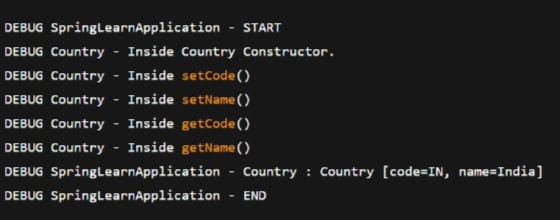 DEBUG SpringLearnApplication - START
DEBUG Country - Inside Country Constructor.
DEBUG Country - Inside setCode()
DEBUG Country - Inside setName()
DEBUG Country - Inside getCode()
DEBUG Country - Inside getName()
DEBUG SpringLearnApplication - Country : Country [code=IN, name=India]
DEBUG SpringLearnApplication - END